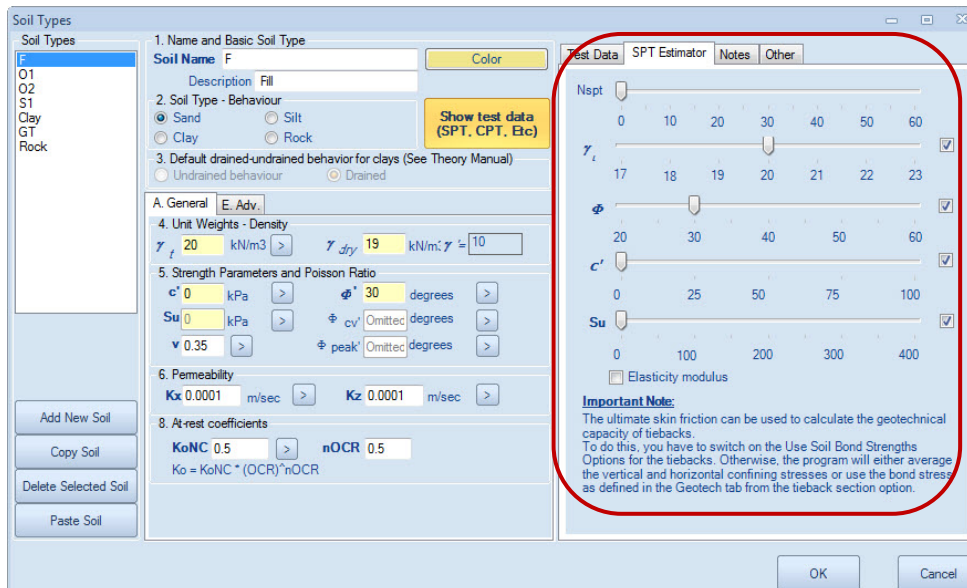 Soil Types
Soil Types
F
O1
O2
S1
Clay
GT
Rock
Add New Soil
Copy Soil
Delete Selected Soil
Paste Soil
1. Name and Basic Soil Type
Soil Name F
Color
Description Fill
2. Soil Type - Behaviour
Sand Silt
Clay Rock
Show test data
(SPT, CPT, Etc)
3. Default drained-undrained behavior for clays (See Theory Manual)
Undrained behaviour Drained
A. General E. Adv.
4. Unit Weights - Density
γ t 20 kN/m3 > γ dry 19 kN/m: γ '= 10
5. Strength Parameters and Poisson Ratio
c' 0 kPa > Φ' 30 degrees >
Su 0 kPa > Φ cv' Omittec degrees >
v 0.35 > Φ peak' Omittec degrees >
6. Permeability
Kx 0.0001 m/sec > Kz 0.0001 m/sec >
8. At-rest coefficients
KoNC 0.5 > nOCR 0.5
Ko = KoNC * (OCR)^nOCR
Test Data SPT Estimator Notes Other
Nspt
0 10 20 30 40 50 60
γ t
17 18 19 20 21 22 23
Φ
20 30 40 50 60
c'
0 25 50 75 100
Su
0 100 200 300 400
Elasticity modulus
Important Note:
The ultimate skin friction can be used to calculate the geotechnical
capacity of tiebacks.
To do this, you have to switch on the Use Soil Bond Strengths
Options for the tiebacks. Otherwise, the program will either average
the vertical and horizontal confining stresses or use the bond stress
as defined in the Geotech tab from the tieback section option.
OK Cancel